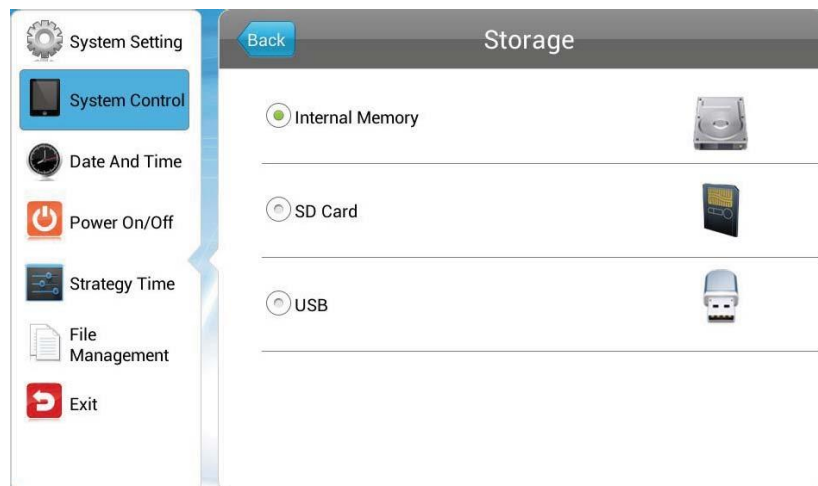 System Setting
System Control
Date And Time
Power On/Off
Strategy Time
File
Management
Exit
Back
Storage
Internal Memory
SD Card
USB